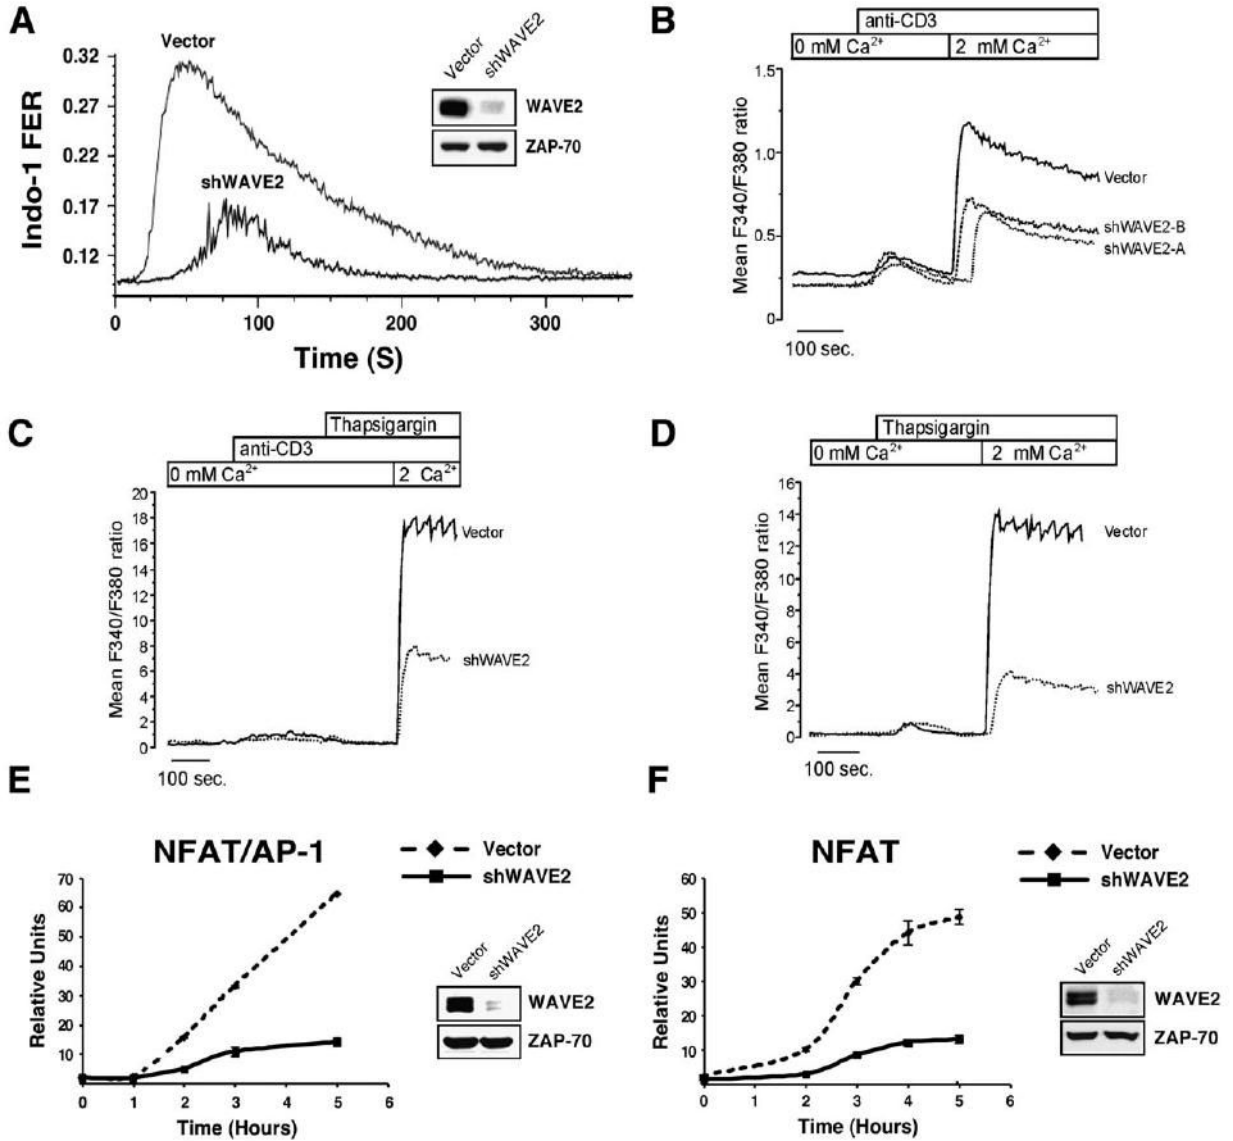 A
Vector
0.32
0.27
0.22
0.17
0.12
Indo-1 FER
shWAVE2
0
100
200
300
Time (S)
Vector
shWAVE2
WAVE2
ZAP-70
B
anti-CD3
0 mM Ca²⁺
2 mM Ca²⁺
1.5
1.0
0.5
0
Mean F340/F380 ratio
Vector
shWAVE2-B
shWAVE2-A
100 sec.
C
Thapsigargin
anti-CD3
0 mM Ca²⁺
2 Ca²⁺
20
18
16
14
12
10
8
6
4
2
0
Mean F340/F380 ratio
Vector
shWAVE2
100 sec.
D
Thapsigargin
0 mM Ca²⁺
2 mM Ca²⁺
16
14
12
10
8
6
4
2
0
Mean F340/F380 ratio
Vector
shWAVE2
100 sec.
E
NFAT/AP-1
Vector
shWAVE2
70
60
50
40
30
20
10
Relative Units
0
1
2
3
4
5
6
Time (Hours)
Vector
shWAVE2
WAVE2
ZAP-70
F
NFAT
Vector
shWAVE2
60
50
40
30
20
10
Relative Units
0
1
2
3
4
5
6
Time (Hours)
Vector
shWAVE2
WAVE2
ZAP-70